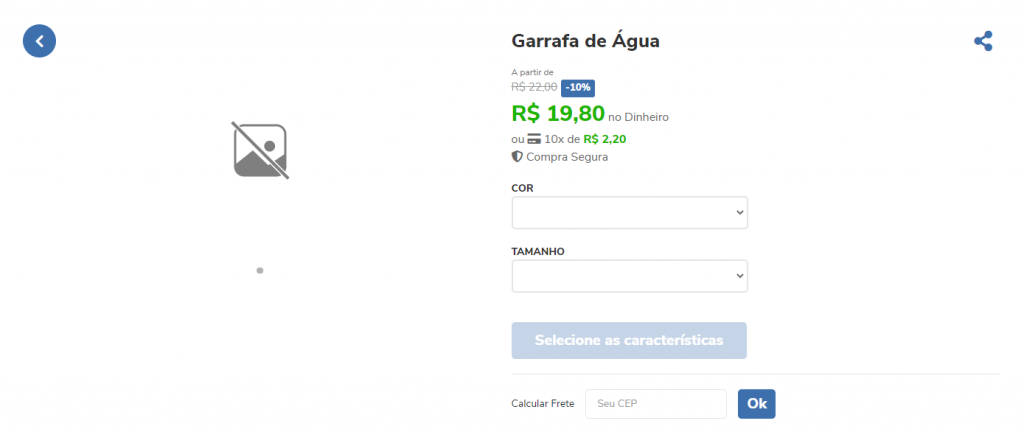 Garrafa de Água
A partir de
R$ 22,00 -10%
R$ 19,80 no Dinheiro
ou 10x de R$ 2,20
Compra Segura
COR
TAMANHO
Selecione as características
Calcular Frete Seu CEP Ok